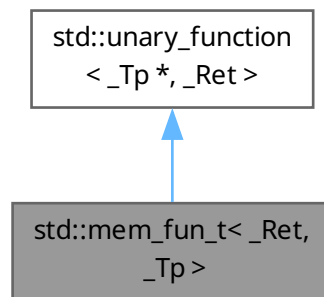 std::unary_function
< _Tp *, _Ret >
std::mem_fun_t< _Ret,
_Tp >